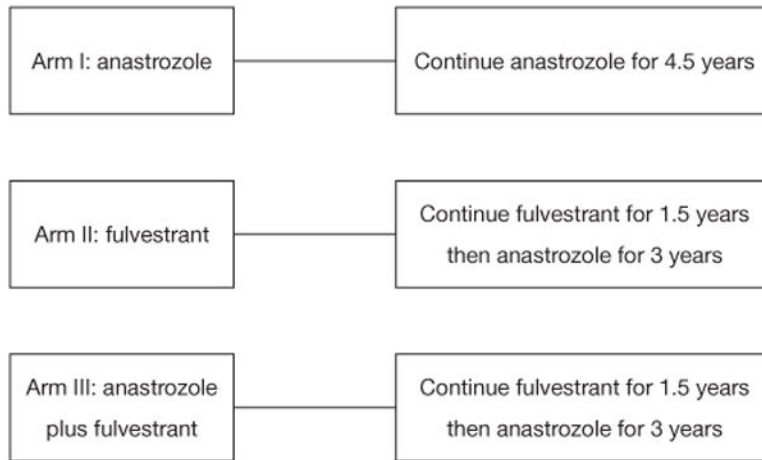 Arm I: anastrozole
Continue anastrozole for 4.5 years
Arm II: fulvestrant
Continue fulvestrant for 1.5 years
then anastrozole for 3 years
Arm III: anastrozole
plus fulvestrant
Continue fulvestrant for 1.5 years
then anastrozole for 3 years